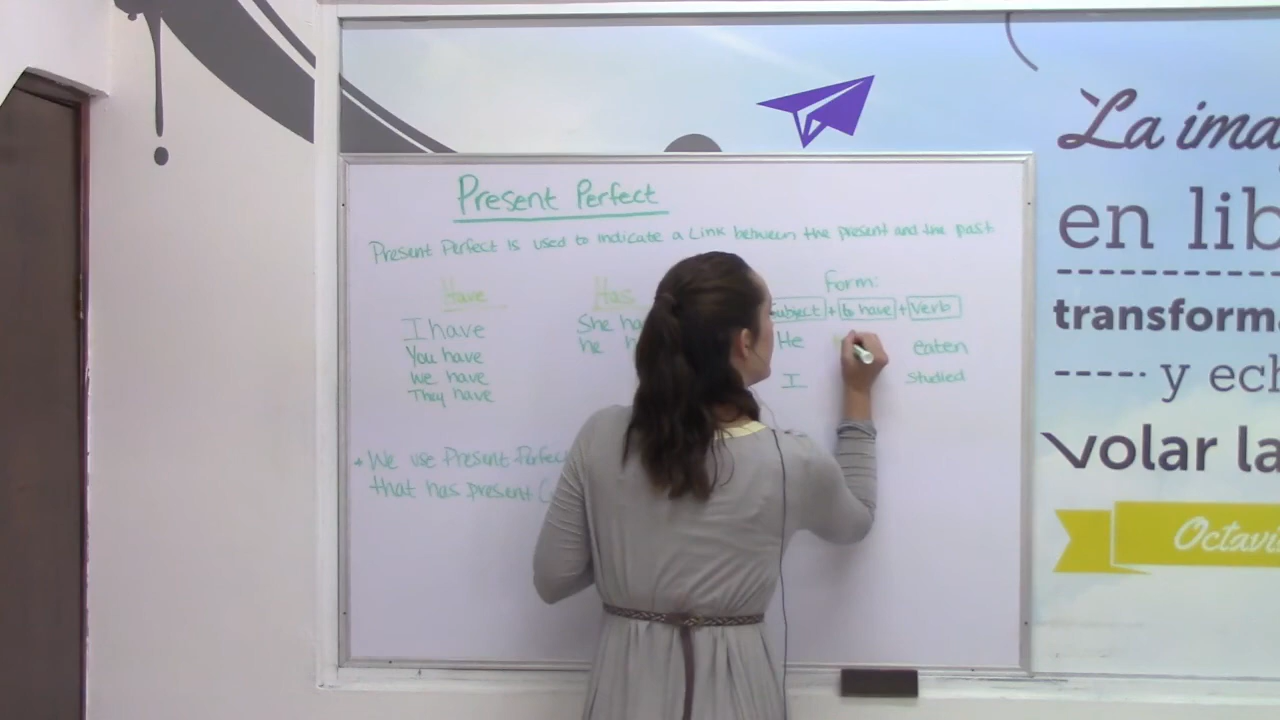 Present Perfect
Present Perfect is used to indicate a Link between the present and the past
Have
I have
You have
We have
They have
Has
She ha
he h
Form:
ubject + to have + Verb
He eaten
I studied
+ We use Present Perfec
that has present (
La ima
en lib
transform
y ech
volar la
Octavi